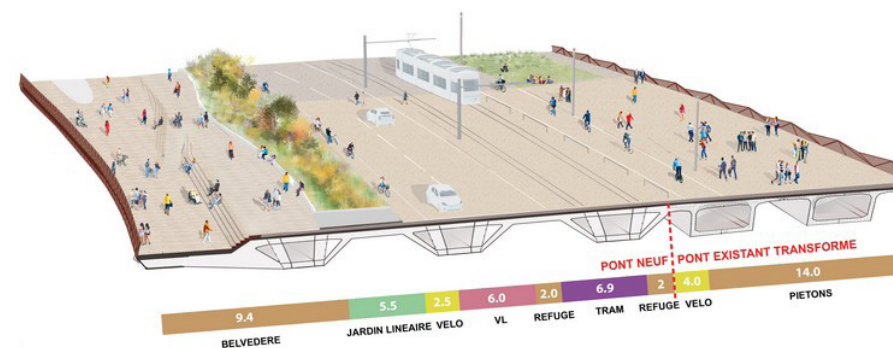 PONT NEUF PONT EXISTANT TRANSFORME
9.4 5.5 2.5 6.0 2.0 6.9 2 4.0 14.0
BELVEDERE JARDIN LINEAIRE VELO VL REFUGE TRAM REFUGE VELO PIETONS